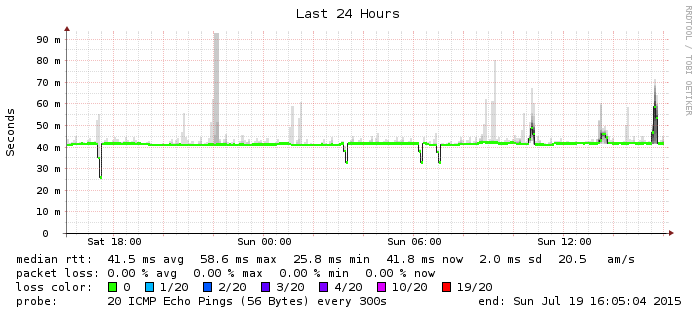 Last 24 Hours
RRDTOOL / TOBI OETIKER
Seconds
90 m
80 m
70 m
60 m
50 m
40 m
30 m
20 m
10 m
0
Sat 18:00 Sun 00:00 Sun 06:00 Sun 12:00
median rtt: 41.5 ms avg 58.6 ms max 25.8 ms min 41.8 ms now 2.0 ms sd 20.5 am/s
packet loss: 0.00 % avg 0.00 % max 0.00 % min 0.00 % now
loss color: 0 1/20 2/20 3/20 4/20 10/20 19/20
probe: 20 ICMP Echo Pings (56 Bytes) every 300s end: Sun Jul 19 16:05:04 2015